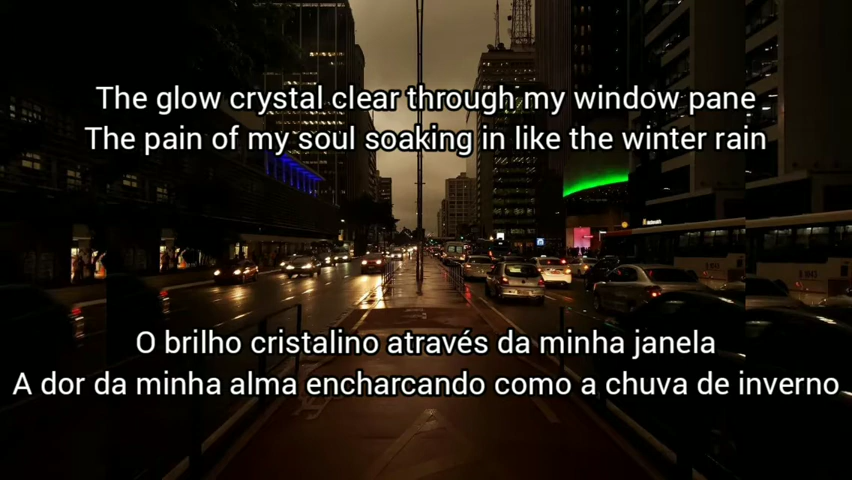 The glow crystal clear through my window pane
The pain of my soul soaking in like the winter rain
O brilho cristalino através da minha janela
A dor da minha alma encharcando como a chuva de inverno